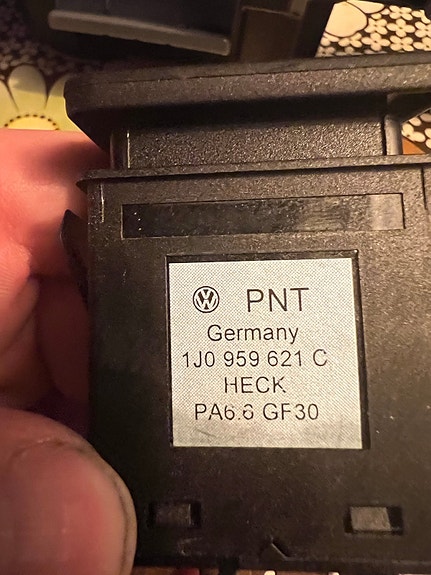 PNT
Germany
1J0 959 621 C
HECK
PA6.6 GF30